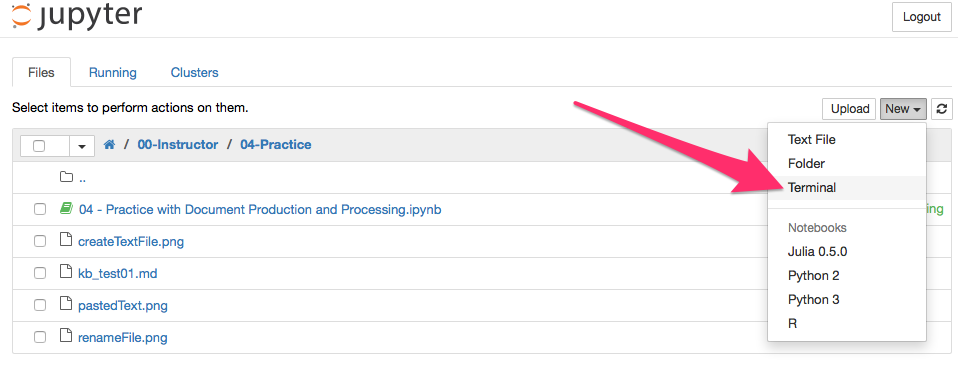 jupyter
Logout
Files Running Clusters
Select items to perform actions on them.
Upload New
/ 00-Instructor / 04-Practice
Text File
Folder
Terminal
Notebooks
Julia 0.5.0
Python 2
Python 3
R
..
04 - Practice with Document Production and Processing.ipynb
ing
createTextFile.png
kb_test01.md
pastedText.png
renameFile.png